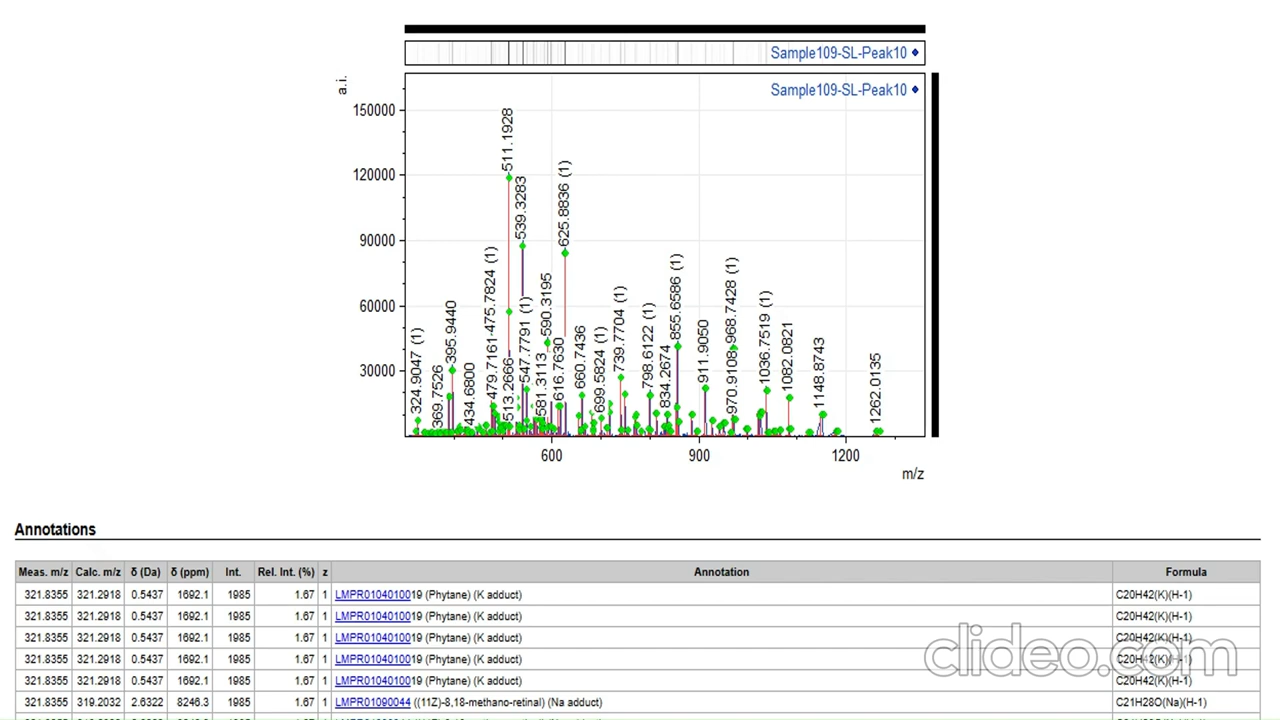 Sample109-SL-Peak10
a.i.
Sample109-SL-Peak10
150000
120000
90000
60000
30000
324.9047 (1)
369.7526
395.9440
434.6800
479.7161-475.7824 (1)
511.1928
513.2666
539.3283
547.7791 (1)
581.3113
590.3195
616.7630
625.8836 (1)
660.7436
699.5824 (1)
739.7704 (1)
798.6122 (1)
834.2674
855.6586 (1)
911.9050
970.9108-968.7428 (1)
1036.7519 (1)
1082.0821
1148.8743
1262.0135
600 900 1200
m/z
Annotations
Meas. m/z Calc. m/z δ (Da) δ (ppm) Int. Rel. Int. (%) z Annotation Formula
321.8355 321.2918 0.5437 1692.1 1985 1.67 1 LMPR0104010019 (Phytane) (K adduct) C20H42(K)(H-1)
321.8355 321.2918 0.5437 1692.1 1985 1.67 1 LMPR0104010019 (Phytane) (K adduct) C20H42(K)(H-1)
321.8355 321.2918 0.5437 1692.1 1985 1.67 1 LMPR0104010019 (Phytane) (K adduct) C20H42(K)(H-1)
321.8355 321.2918 0.5437 1692.1 1985 1.67 1 LMPR0104010019 (Phytane) (K adduct) C20H42(K)(H-1)
321.8355 321.2918 0.5437 1692.1 1985 1.67 1 LMPR0104010019 (Phytane) (K adduct) C20H42(K)(H-1)
321.8355 319.2032 2.6322 8246.3 1985 1.67 1 LMPR01090044 ((11Z)-8,18-methano-retinal) (Na adduct) C21H28O(Na)(H-1)
clideo.com